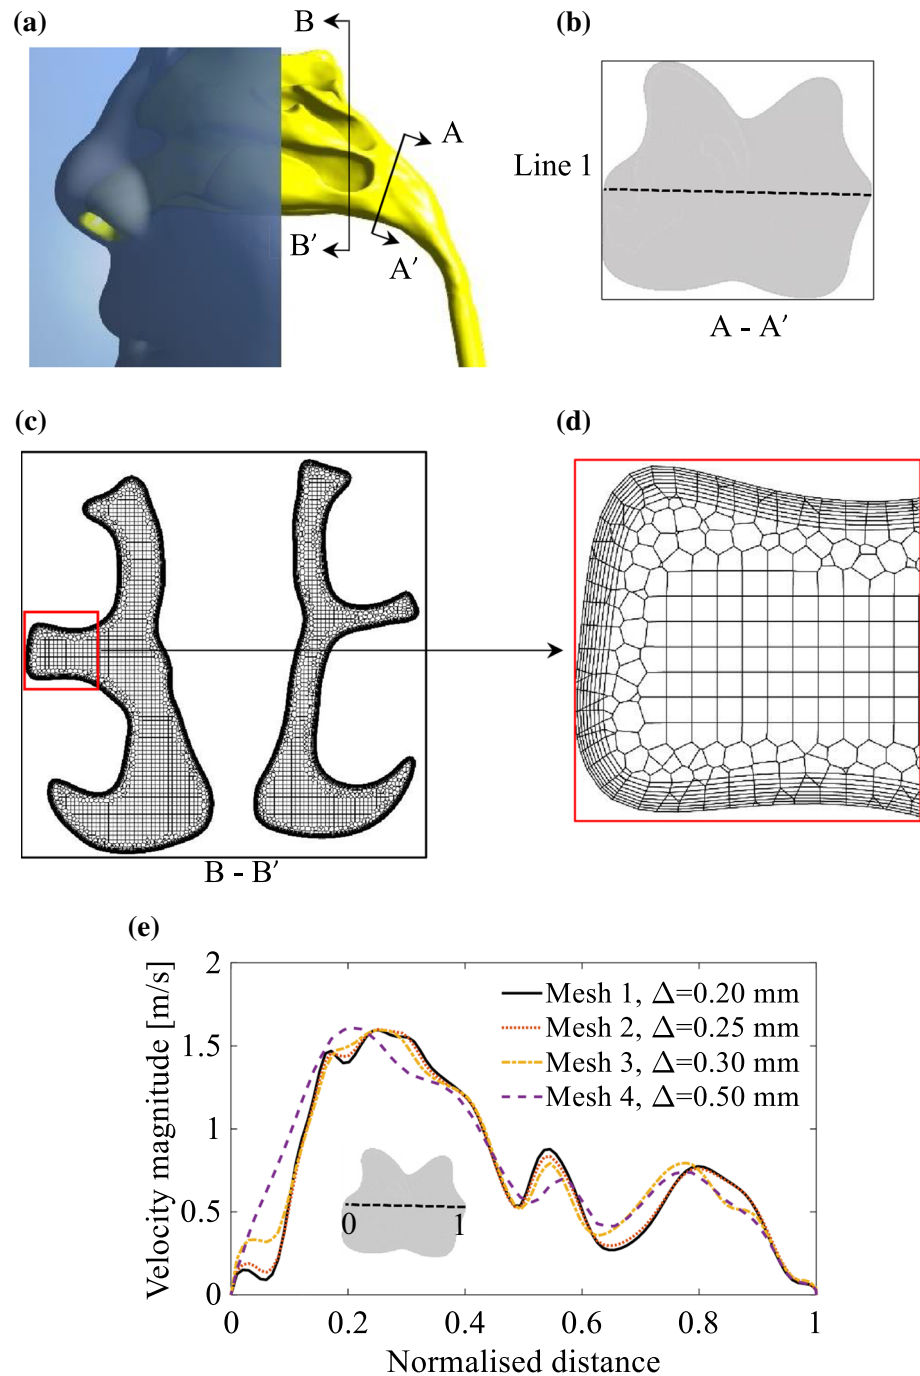 (a)
B
A
B′
A′
(b)
Line 1
A - A′
(c)
B - B′
(d)
(e)
Velocity magnitude [m/s]
2
1.5
1
0.5
0
Mesh 1, Δ=0.20 mm
Mesh 2, Δ=0.25 mm
Mesh 3, Δ=0.30 mm
Mesh 4, Δ=0.50 mm
0 1
0 0.2 0.4 0.6 0.8 1
Normalised distance